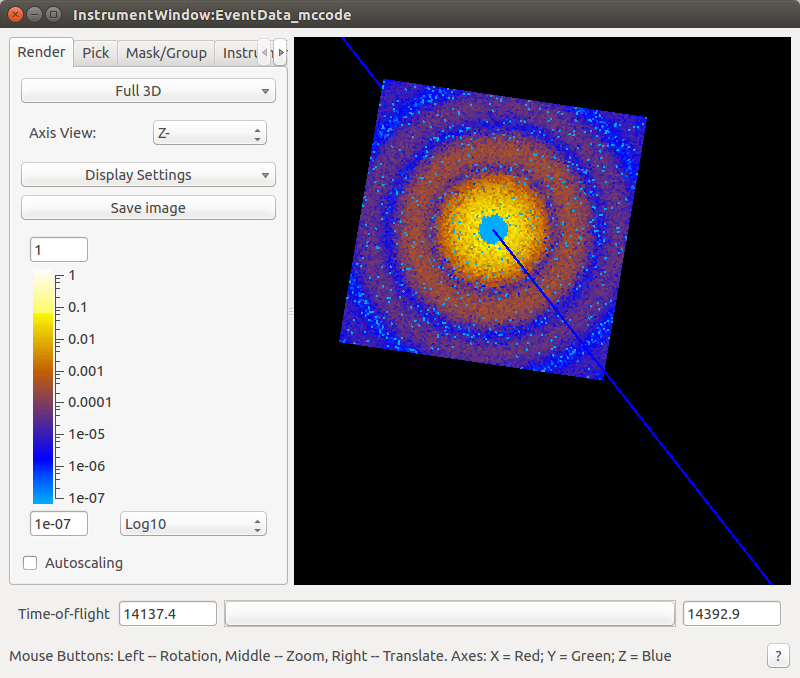 InstrumentWindow:EventData_mccode
Render Pick Mask/Group
Full 3D
Axis View: Z-
Display Settings
Save image
1
1
0.1
0.01
0.001
0.0001
1e-05
1e-06
1e-07
1e-07 Log10
Autoscaling
Time-of-flight 14137.4 14392.9
Mouse Buttons: Left -- Rotation, Middle -- Zoom, Right -- Translate. Axes: X = Red; Y = Green; Z = Blue ?